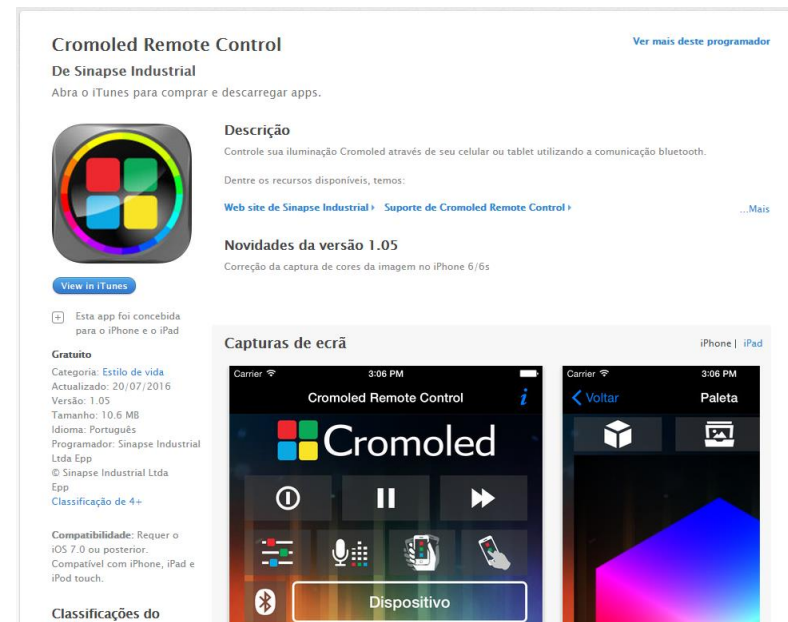 Cromoled Remote Control
Ver mais deste programador
De Sinapse Industrial
Abra o iTunes para comprar e descarregar apps.
Descrição
Controle sua iluminação Cromoled através de seu celular ou tablet utilizando a comunicação bluetooth.
Dentre os recursos disponíveis, temos:
Web site de Sinapse Industrial Suporte de Cromoled Remote Control
...Mais
Novidades da versão 1.05
Correção da captura de cores da imagem no iPhone 6/6s
View in iTunes
Esta app foi concebida
para o iPhone e o iPad
Gratuito
Categoria: Estilo de vida
Actualizado: 20/07/2016
Versão: 1.05
Tamanho: 10.6 MB
Idioma: Português
Programador: Sinapse Industrial
Ltda Epp
© Sinapse Industrial Ltda
Epp
Classificação de 4+
Compatibilidade: Requer o
iOS 7.0 ou posterior.
Compatível com iPhone, iPad e
iPod touch.
Classificações do
Capturas de ecrã
iPhone | iPad
Carrier 3:06 PM
Cromoled Remote Control i
Cromoled
Dispositivo
Carrier 3:06 PM
Voltar Paleta